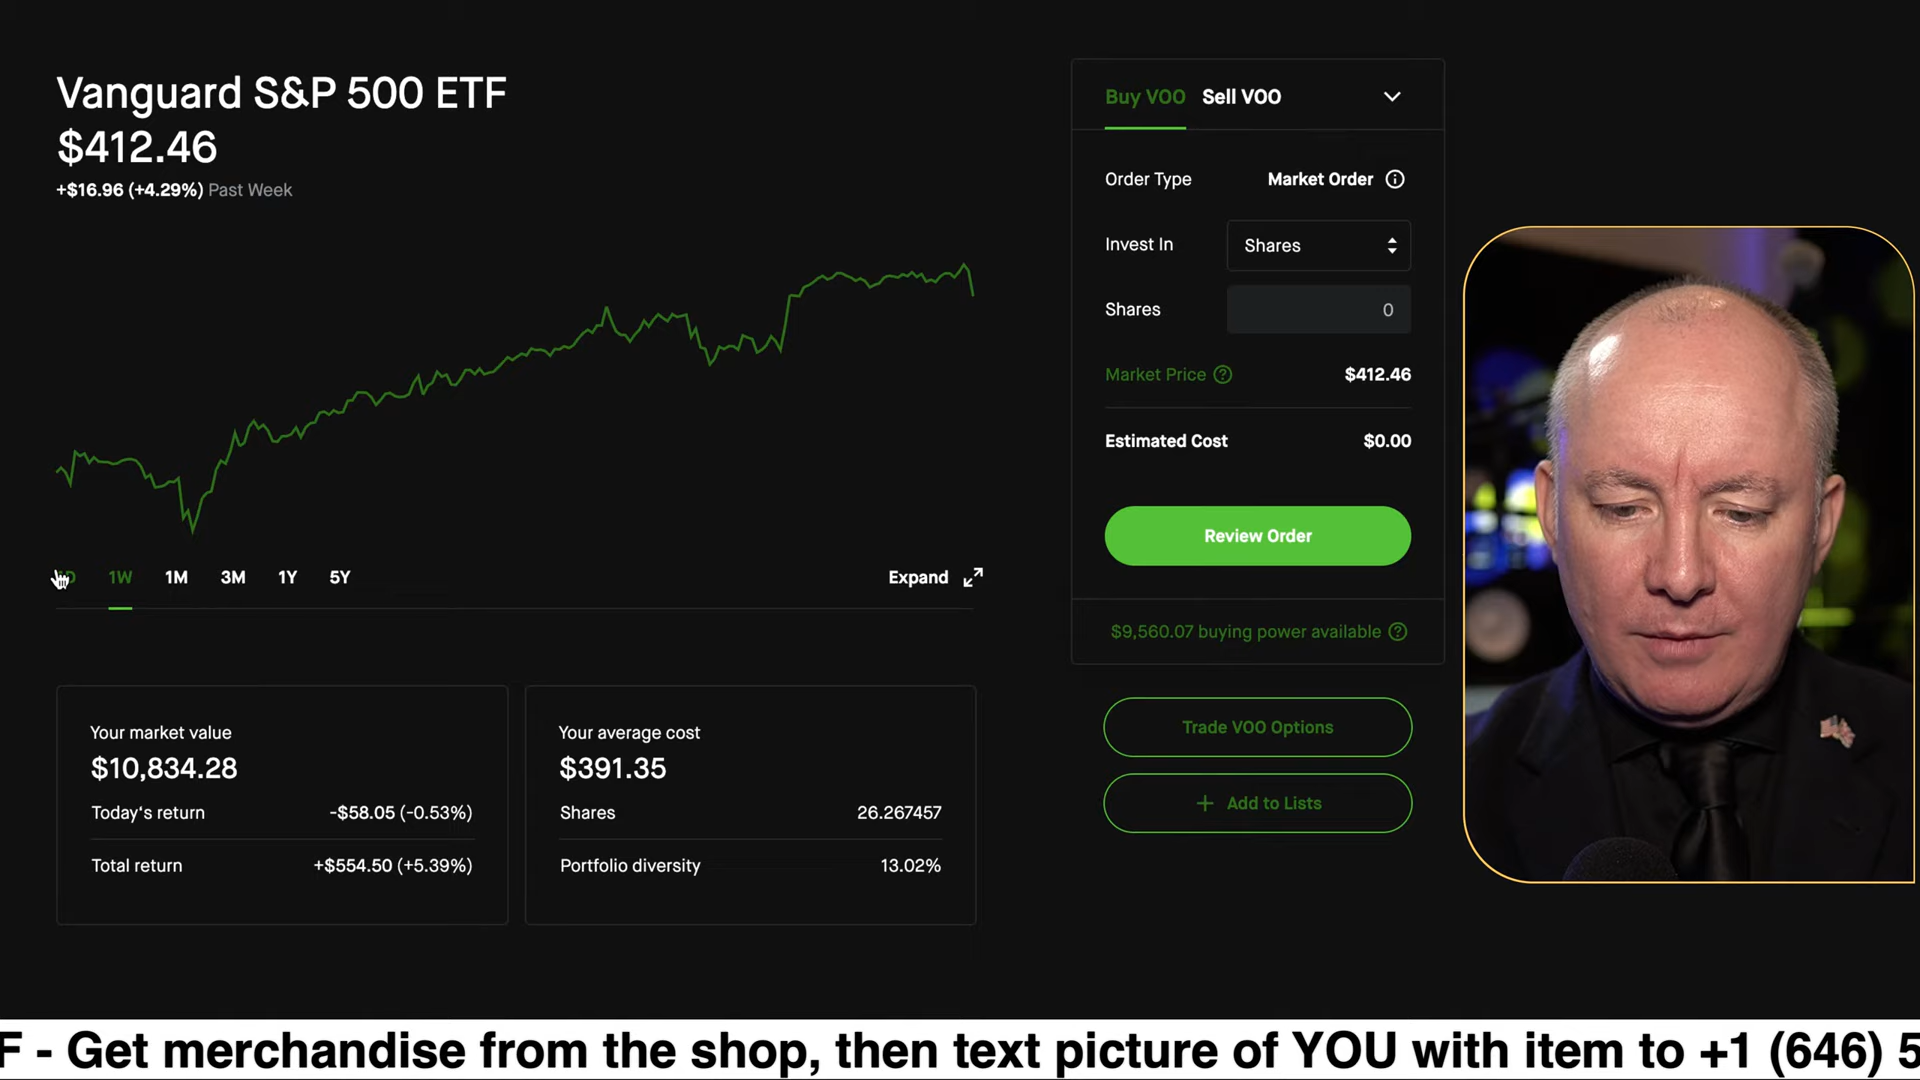 Vanguard S&P 500 ETF
$412.46
+$16.96 (+4.29%) Past Week
1W 1M 3M 1Y 5Y
Expand
Buy VOO Sell VOO
Order Type Market Order
Invest In Shares
Shares 0
Market Price $412.46
Estimated Cost $0.00
Review Order
$9,560.07 buying power available
Trade VOO Options
+ Add to Lists
Your market value
$10,834.28
Today's return -$58.05 (-0.53%)
Total return +$554.50 (+5.39%)
Your average cost
$391.35
Shares 26.267457
Portfolio diversity 13.02%
F - Get merchandise from the shop, then text picture of YOU with item to +1 (646) 5